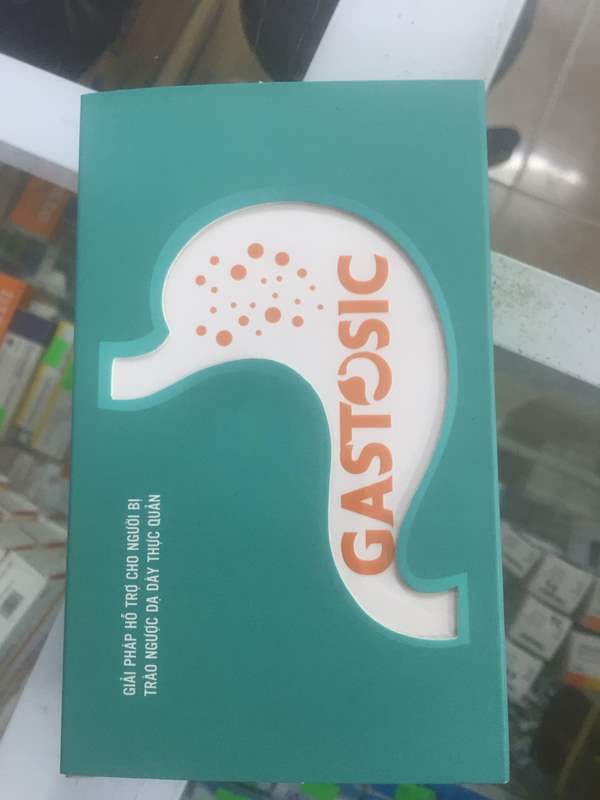 GASTOSIC
GIẢI PHÁP HỖ TRỢ CHO NGƯỜI BỊ
TRÀO NGƯỢC DẠ DÀY THỰC QUẢN